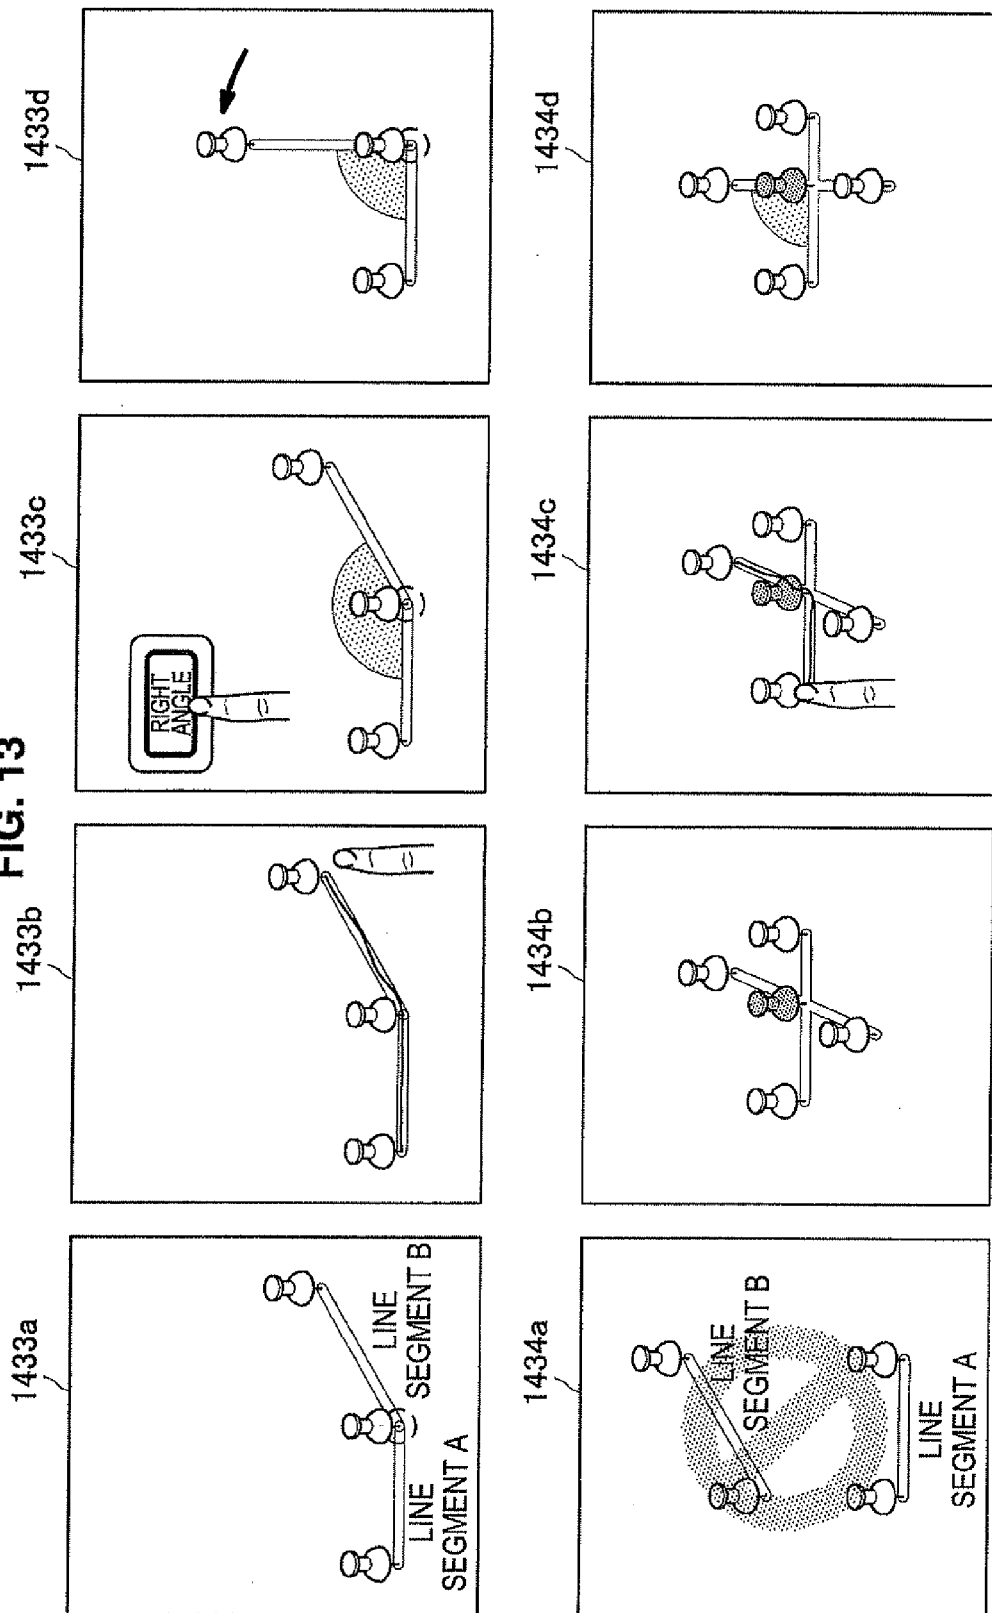 FIG. 13
1433a
LINE
SEGMENT A
LINE
SEGMENT B
1433b
1433c
RIGHT
ANGLE
1433d
1434a
LINE
SEGMENT B
LINE
SEGMENT A
1434b
1434c
1434d